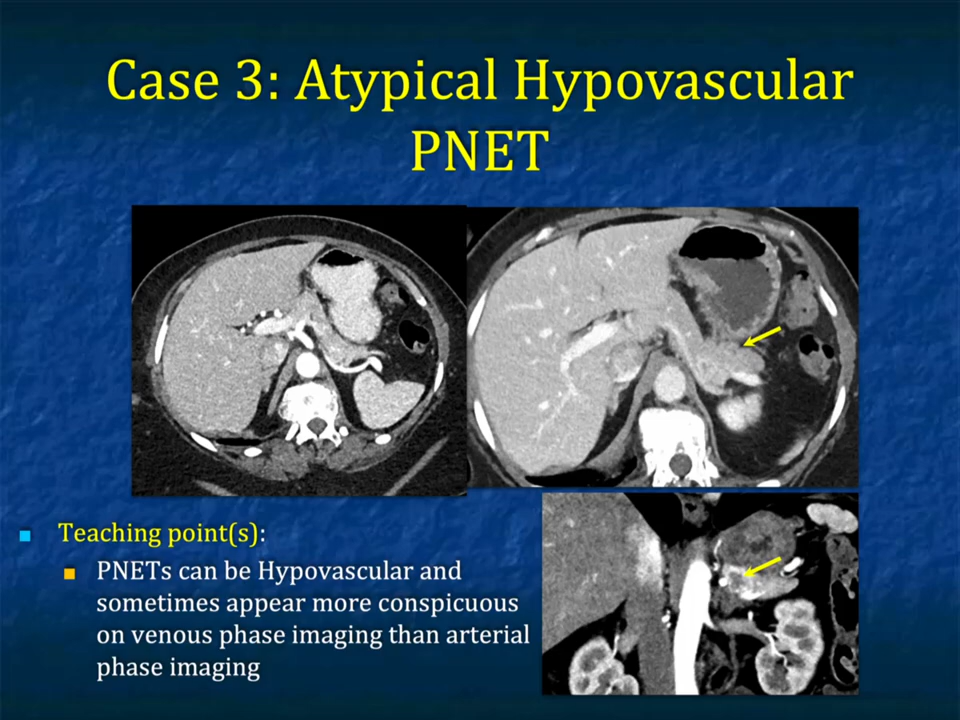 Case 3: Atypical Hypovascular
PNET
Teaching point(s):
PNETs can be Hypovascular and
sometimes appear more conspicuous
on venous phase imaging than arterial
phase imaging